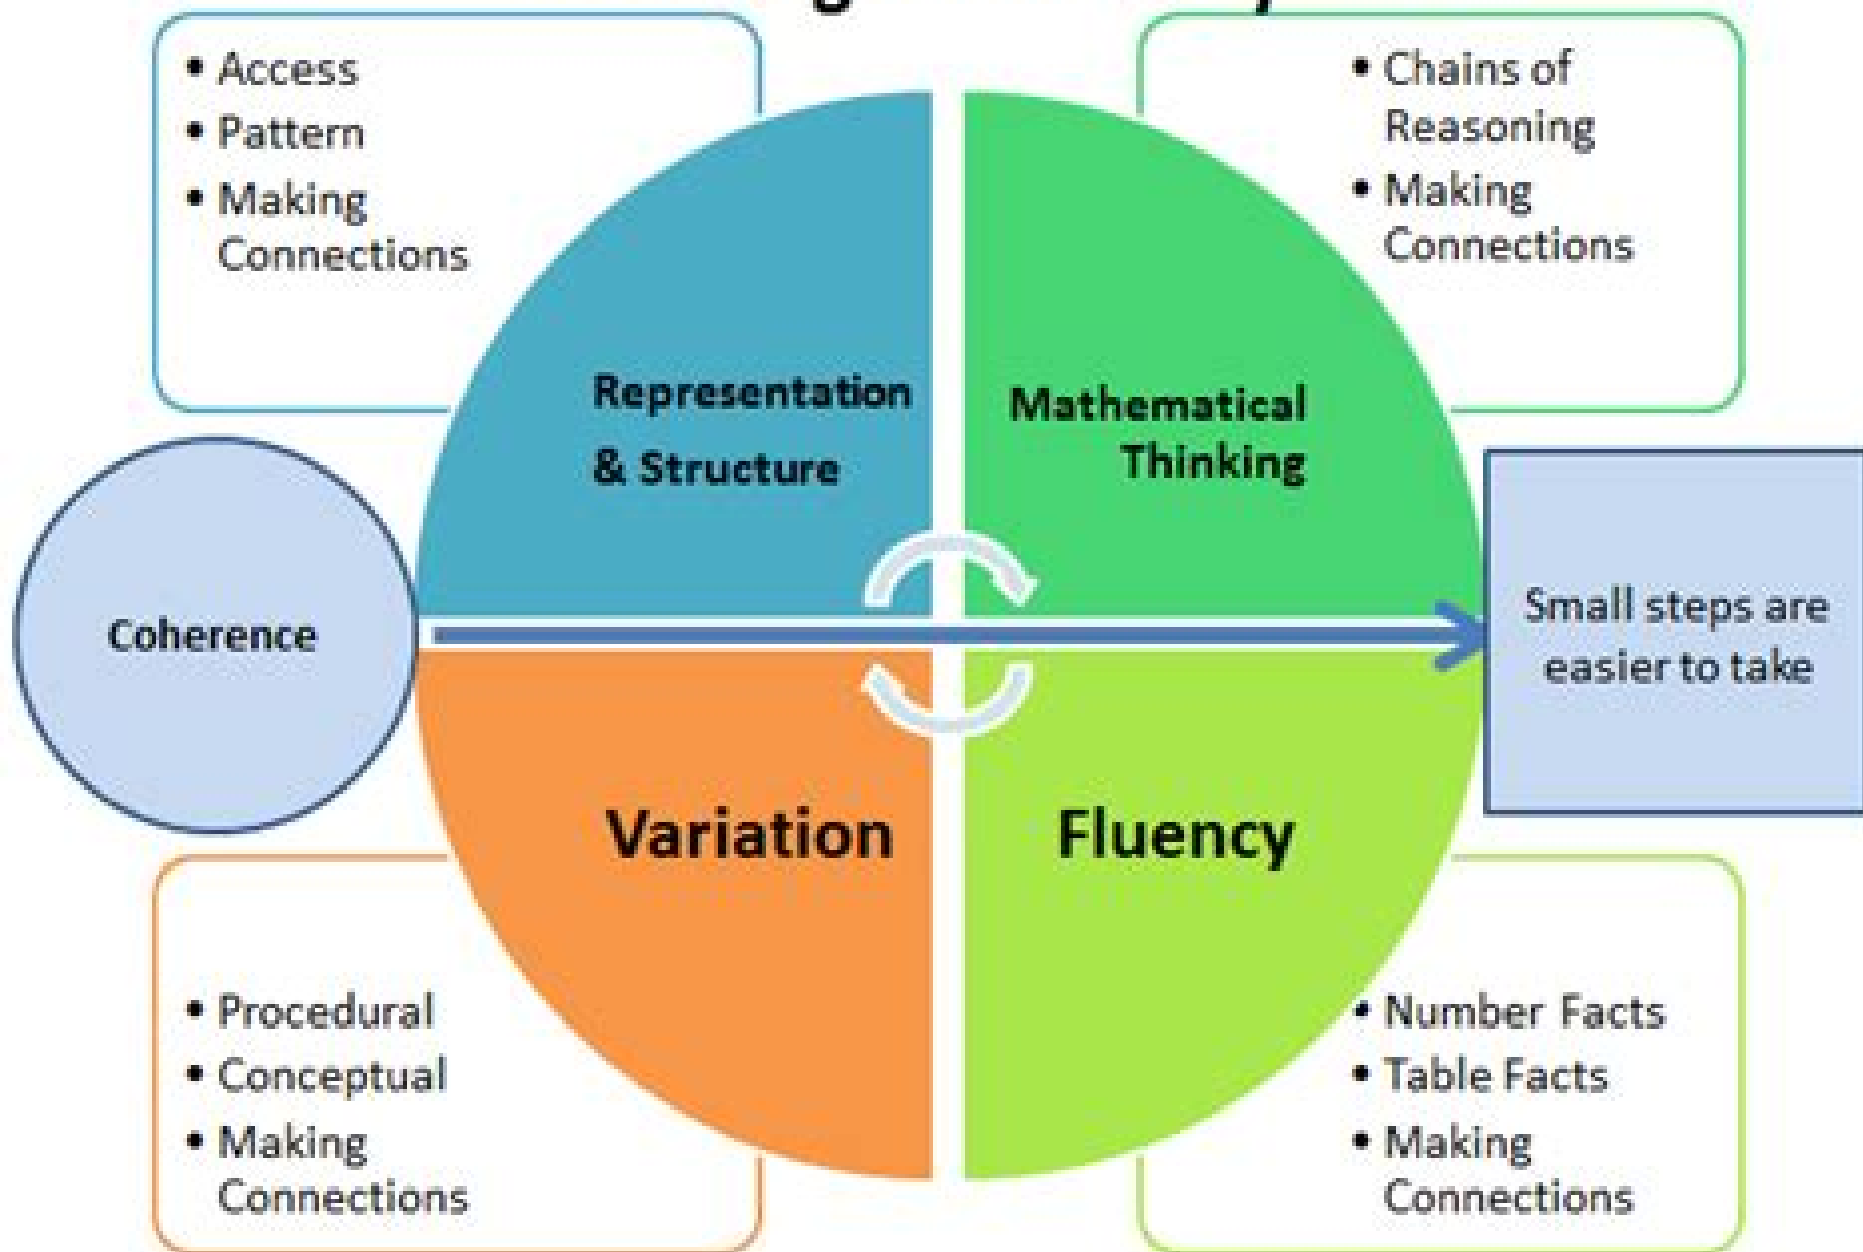 • Access
• Pattern
• Making
Connections
• Chains of
Reasoning
• Making
Connections
Representation
& Structure
Mathematical
Thinking
Coherence
Small steps are
easier to take
Variation
Fluency
• Procedural
• Conceptual
• Making
Connections
• Number Facts
• Table Facts
• Making
Connections